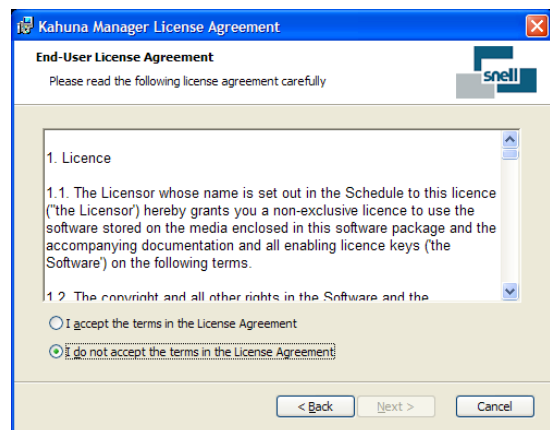 Kahuna Manager License Agreement
End-User License Agreement
Please read the following license agreement carefully
snell
1. Licence
1.1. The Licensor whose name is set out in the Schedule to this licence
("the Licensor') hereby grants you a non-exclusive licence to use the
software stored on the media enclosed in this software package and the
accompanying documentation and all enabling licence keys ('the
Software') on the following terms.
1.2. The copyright and all other rights in the Software and the
I accept the terms in the License Agreement
I do not accept the terms in the License Agreement
< Back Next > Cancel